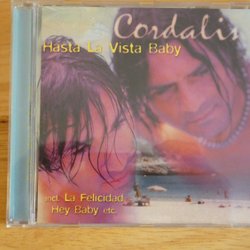 Cordalis
Hasta La Vista Baby
incl. La Felicidad,
Hey Baby etc.